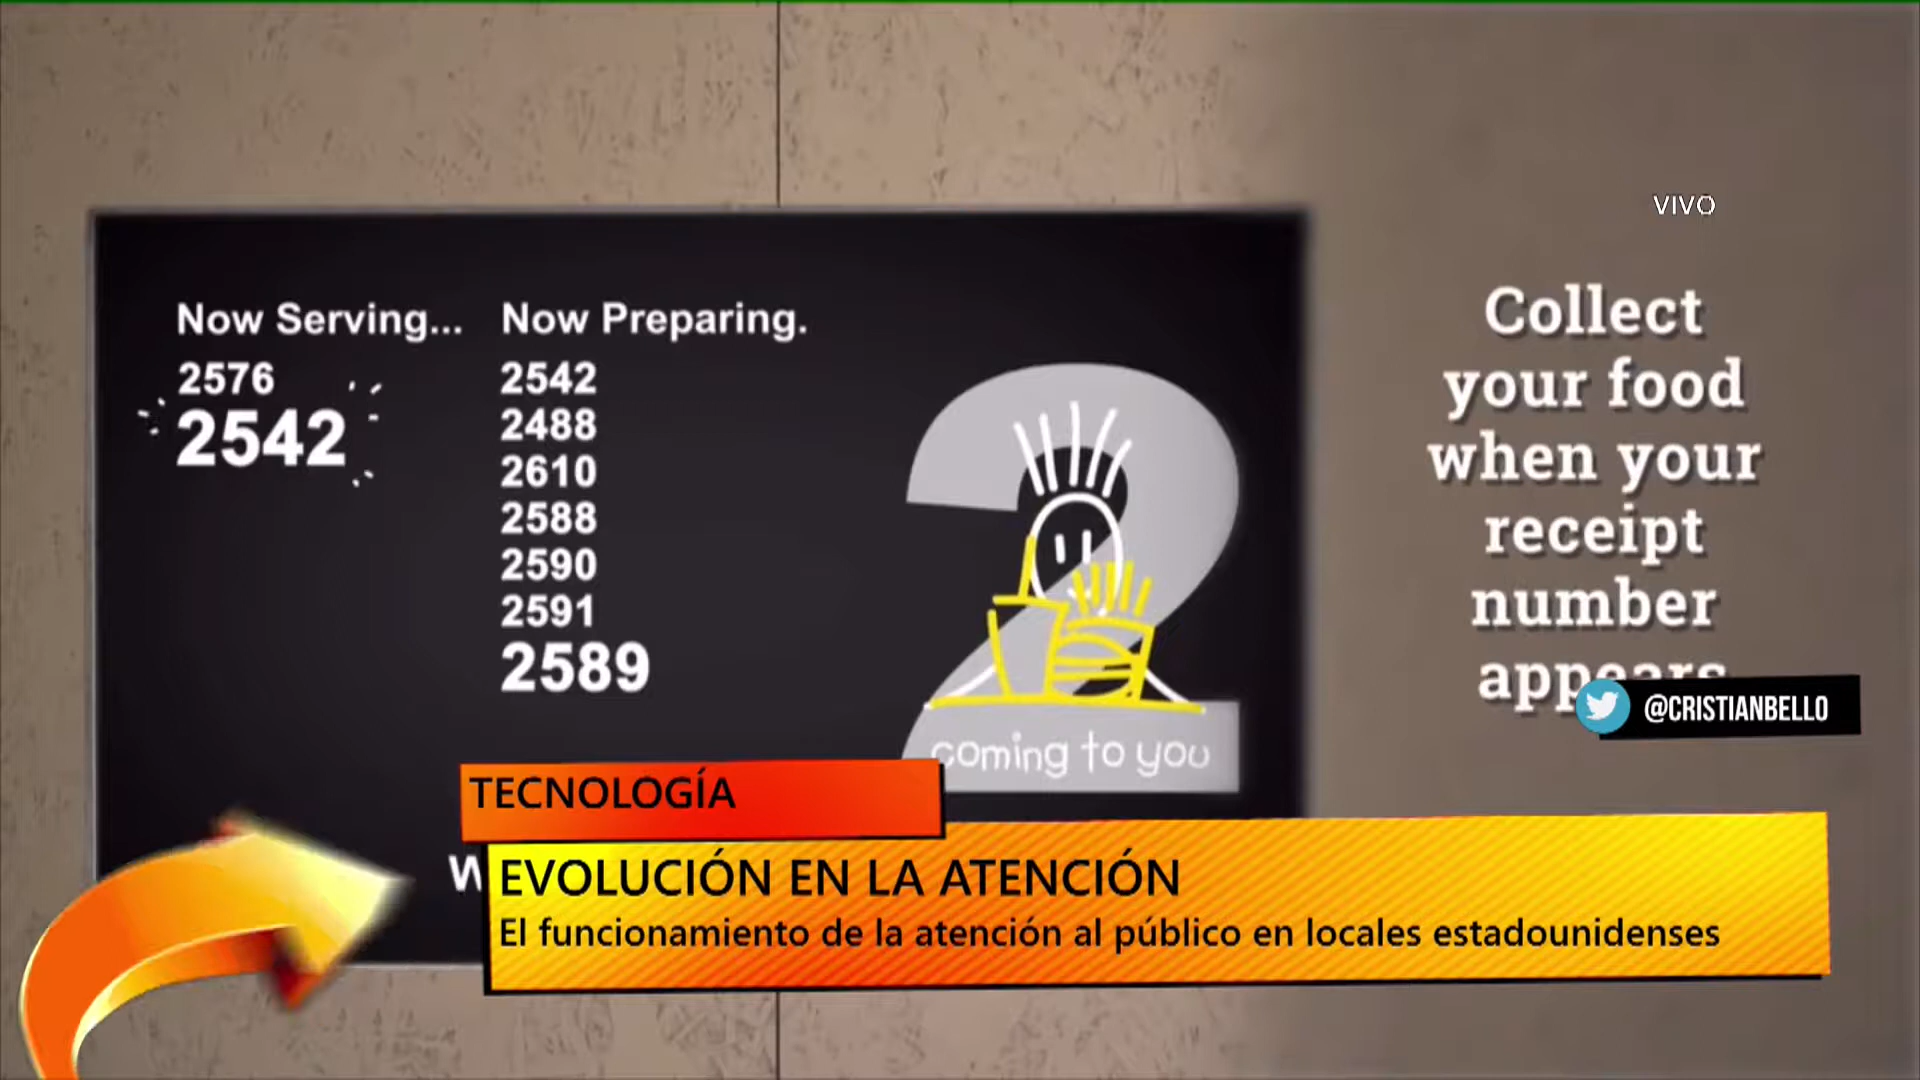 VIVO
Now Serving...
2576
2542
Now Preparing.
2542
2488
2610
2588
2590
2591
2589
2
coming to you
Collect
your food
when your
receipt
number
appears
@CRISTIANBELLO
TECNOLOGÍA
W
EVOLUCIÓN EN LA ATENCIÓN
El funcionamiento de la atención al público en locales estadounidenses